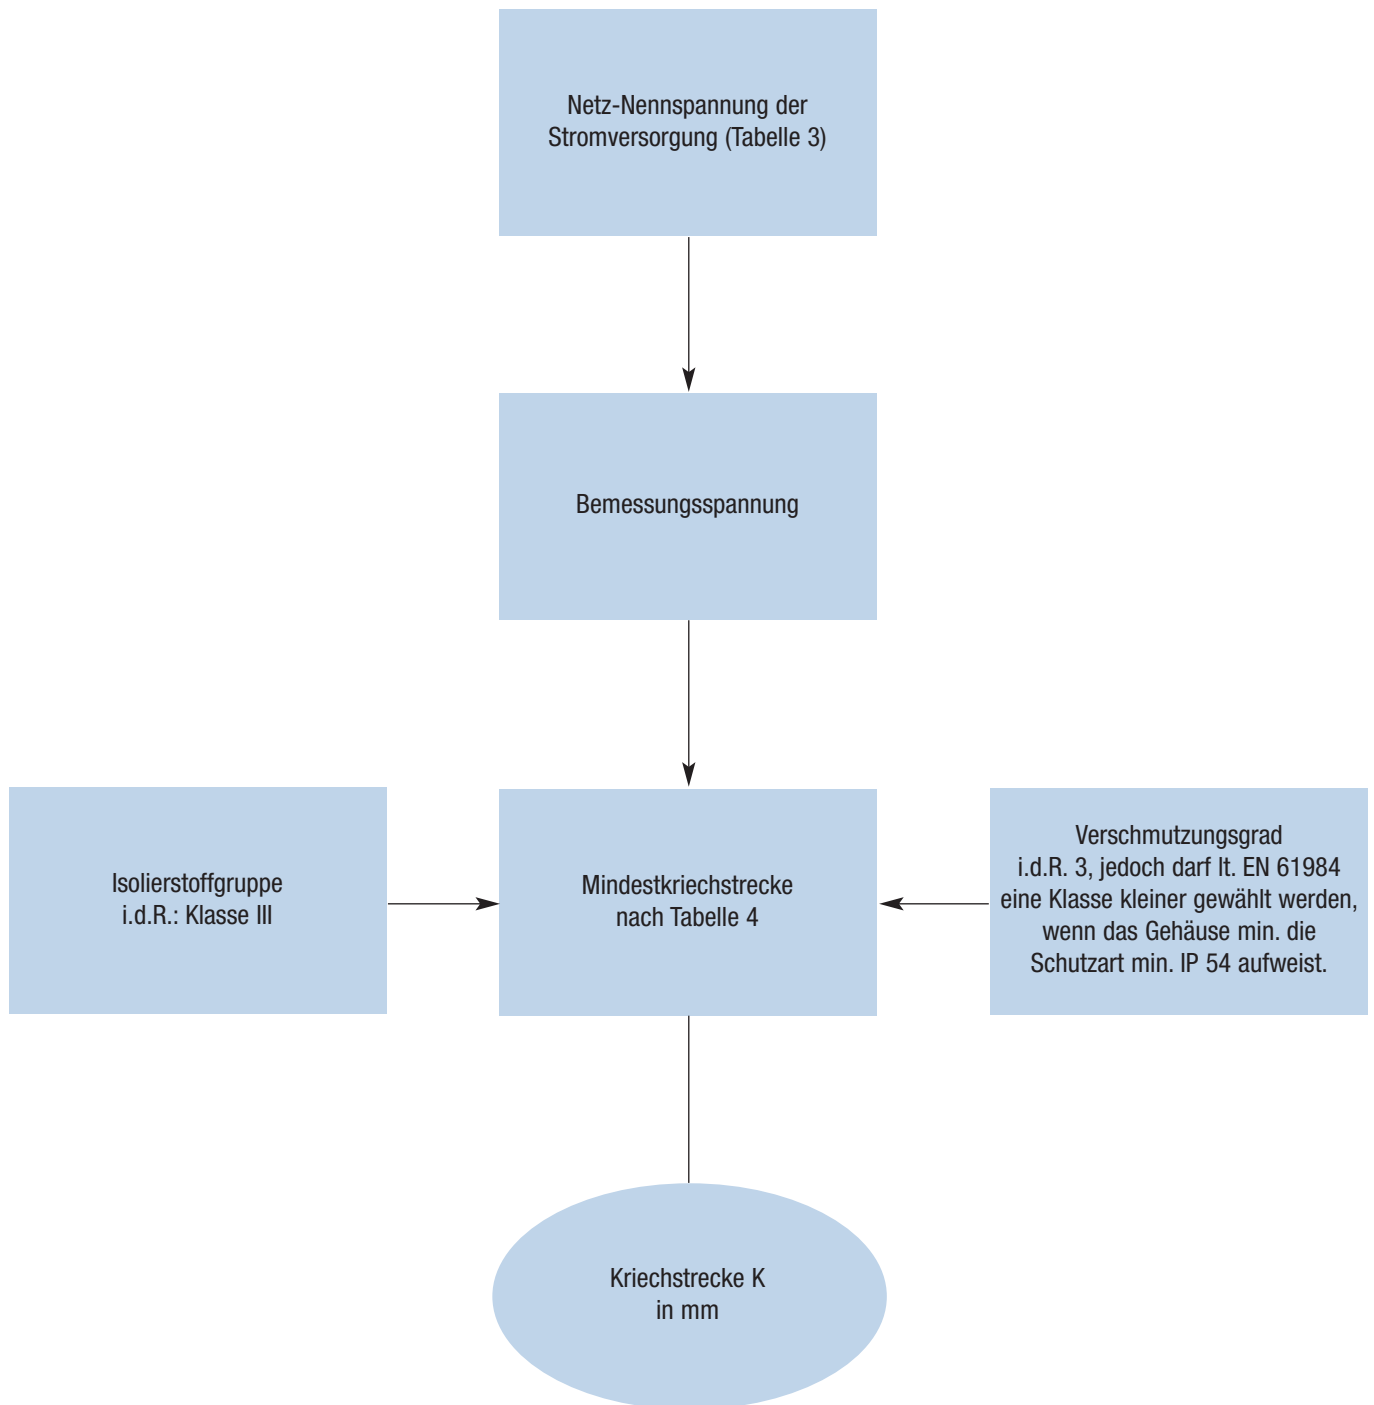 Netz-Nennspannung der
Stromversorgung (Tabelle 3)
Bemessungsspannung
Isolierstoffgruppe
i.d.R.: Klasse III
Mindestkriechstrecke
nach Tabelle 4
Verschmutzungsgrad
i.d.R. 3, jedoch darf lt. EN 61984
eine Klasse kleiner gewählt werden,
wenn das Gehäuse min. die
Schutzart min. IP 54 aufweist.
Kriechstrecke K
in mm